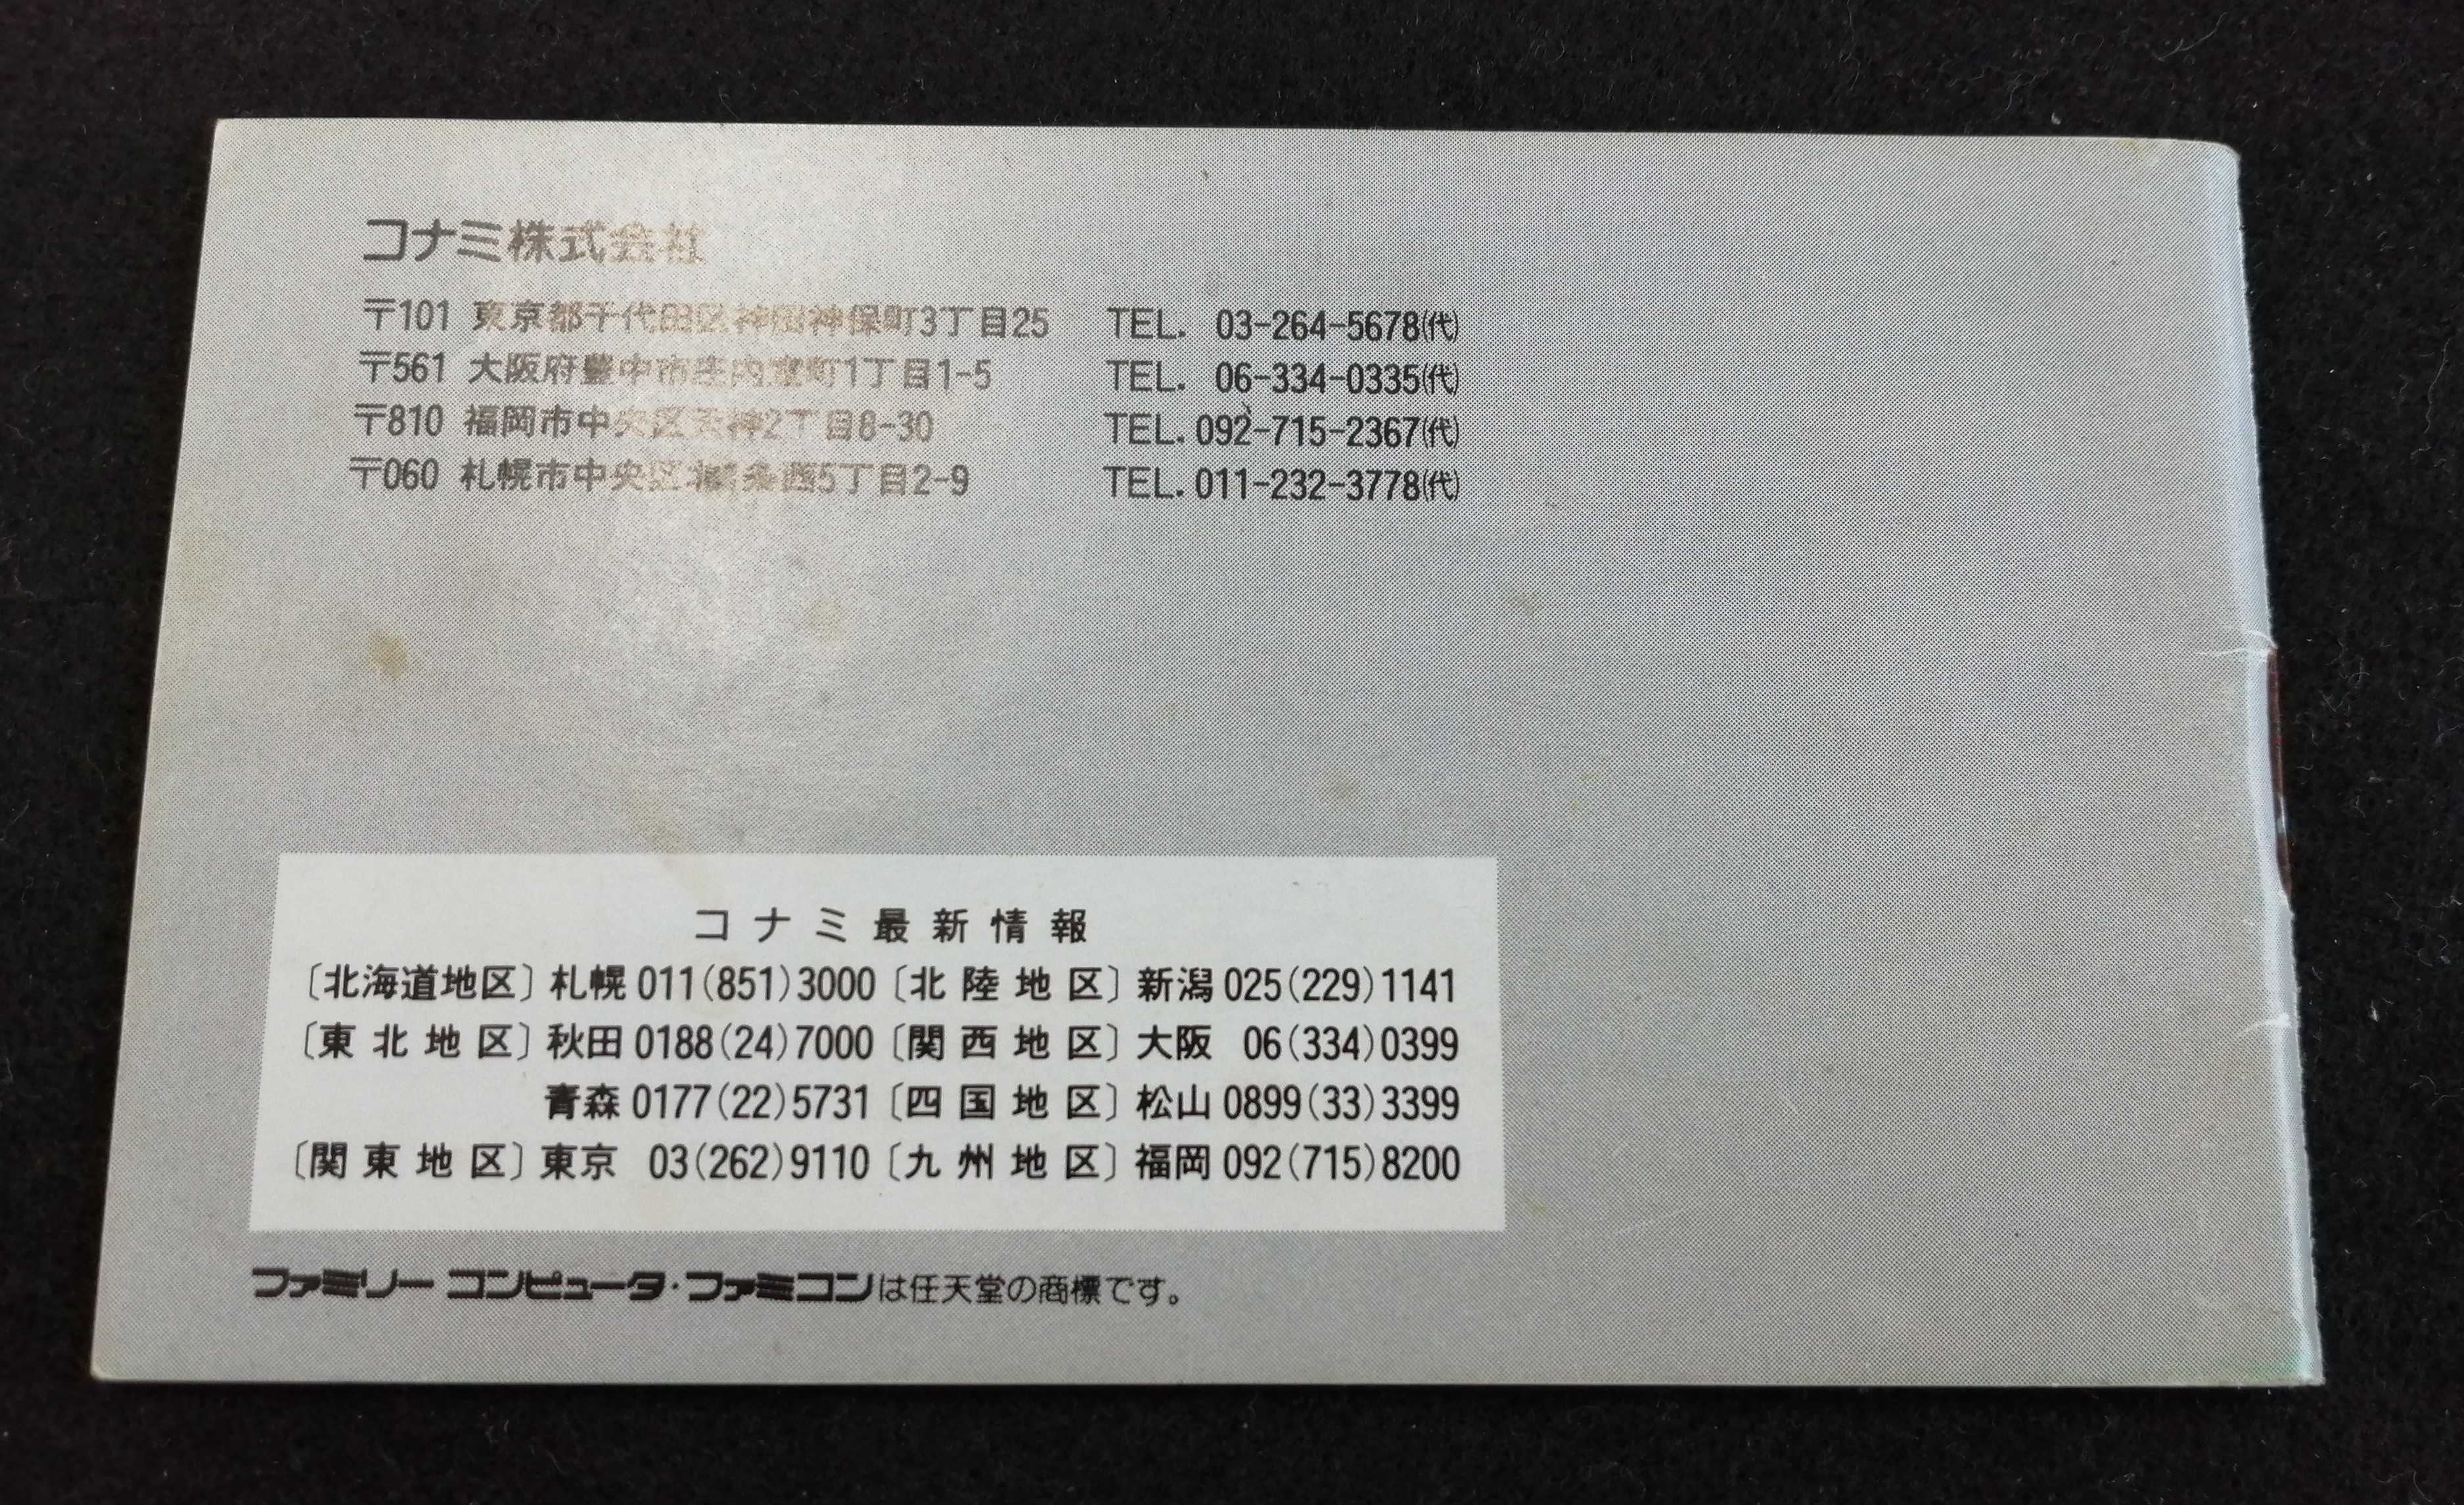 コナミ株式会社
〒101 東京都千代田区神田神保町3丁目25 TEL. 03-264-5678(代)
〒561 大阪府豊中市庄内宝町1丁目1-5 TEL. 06-334-0335(代)
〒810 福岡市中央区天神2丁目8-30 TEL. 092-715-2367(代)
〒060 札幌市中央区北 条西5丁目2-9 TEL. 011-232-3778(代)
コナミ最新情報
〔北海道地区〕札幌 011(851)3000〔北陸地区〕新潟 025(229)1141
〔東北地区〕秋田 0188(24)7000〔関西地区〕大阪 06(334)0399
青森 0177(22)5731〔四国地区〕松山 0899(33)3399
〔関東地区〕東京 03(262)9110〔九州地区〕福岡 092(715)8200
ファミリーコンピュータ・ファミコンは任天堂の商標です。